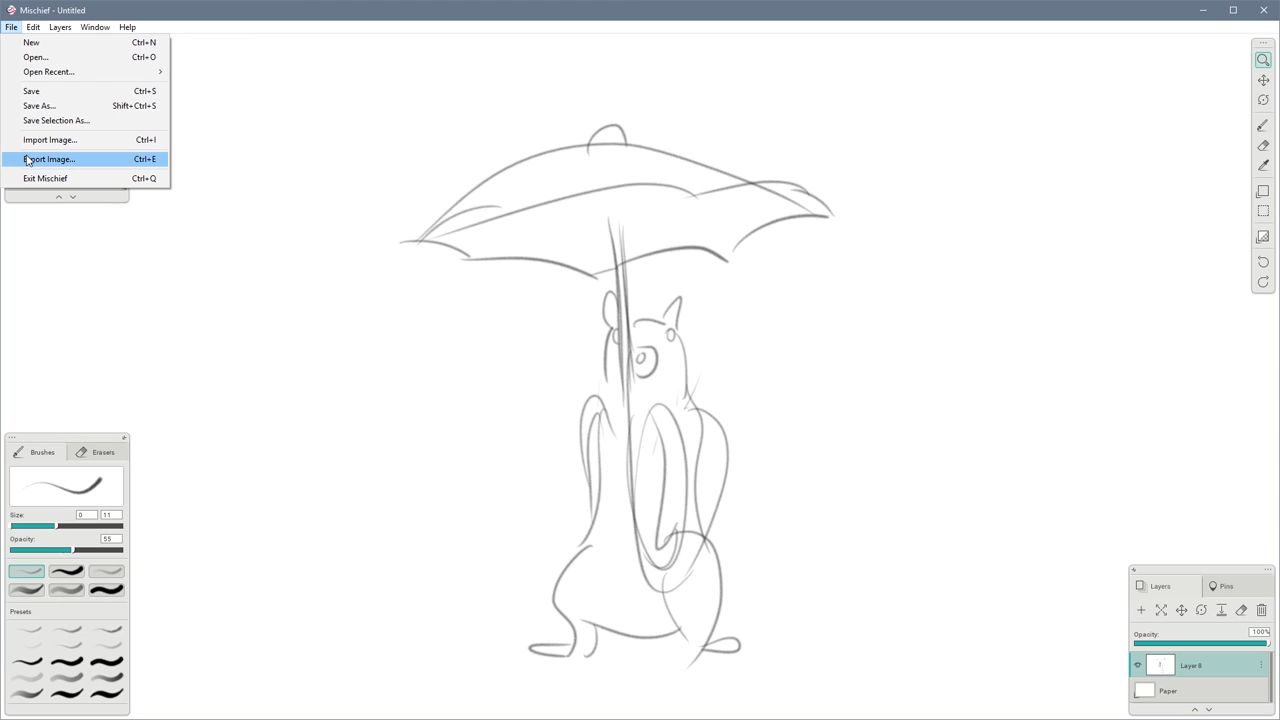 Mischief - Untitled
File Edit Layers Window Help
New Ctrl+N
Open... Ctrl+O
Open Recent...
Save Ctrl+S
Save As... Shift+Ctrl+S
Save Selection As...
Import Image... Ctrl+I
Export Image... Ctrl+E
Exit Mischief Ctrl+Q
Brushes Erasers
Size: 0 11
Opacity: 55
Presets
Layers Pins
Opacity: 100%
Layer 8
Paper